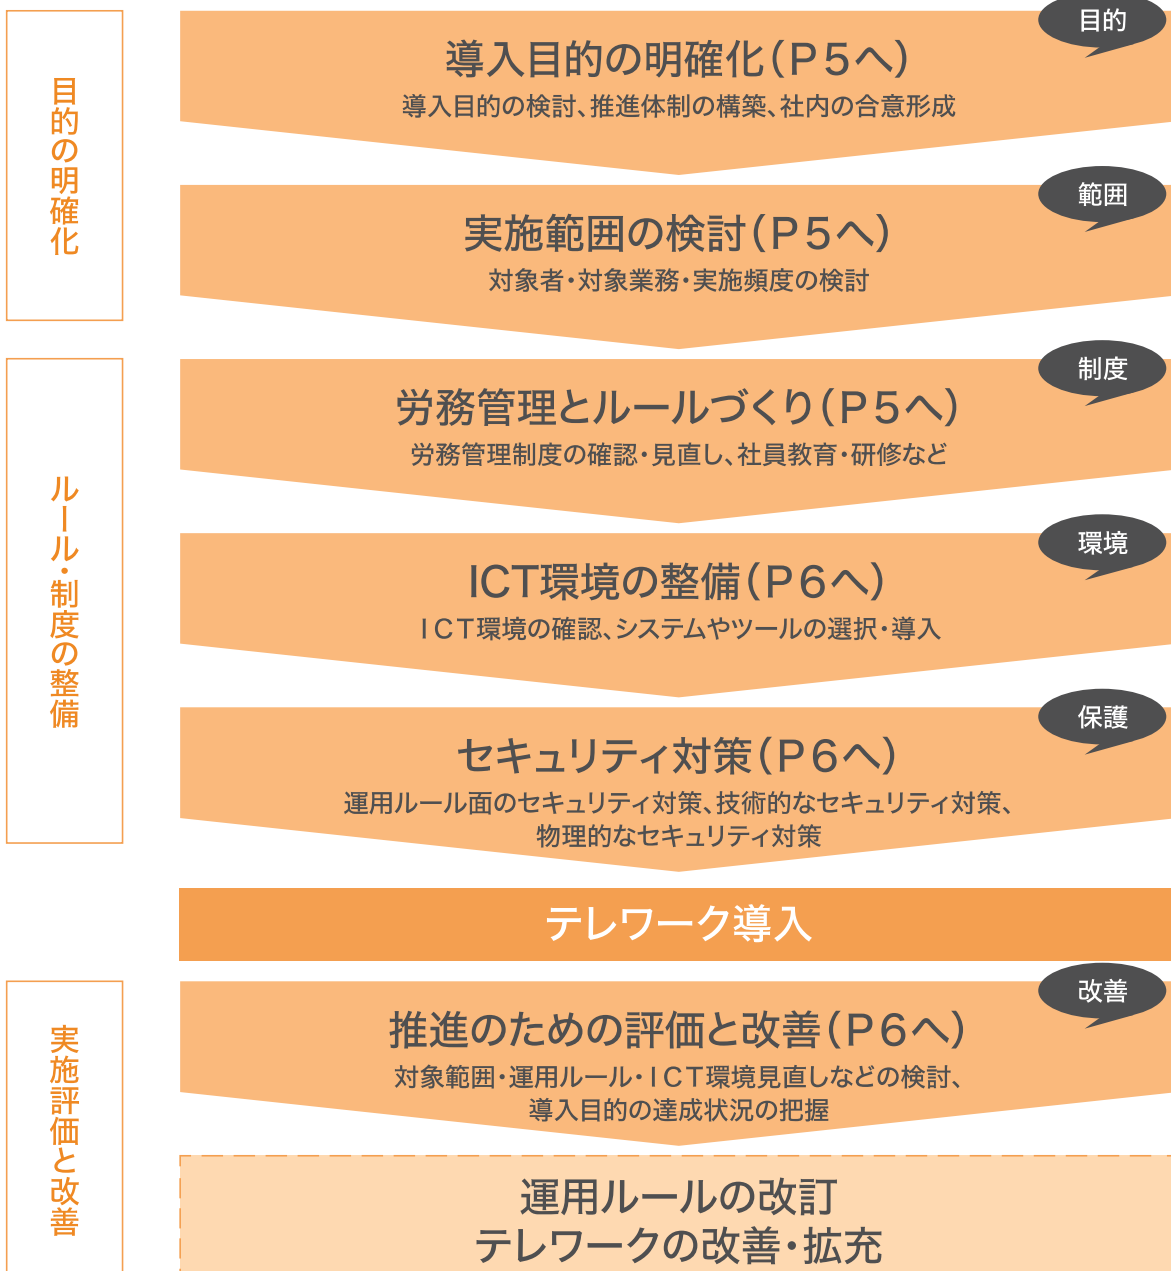 目的の明確化
目的
導入目的の明確化(P5へ)
導入目的の検討、推進体制の構築、社内の合意形成
範囲
実施範囲の検討(P5へ)
対象者・対象業務・実施頻度の検討
ルール・制度の整備
制度
労務管理とルールづくり(P5へ)
労務管理制度の確認・見直し、社員教育・研修など
環境
ICT環境の整備(P6へ)
ICT環境の確認、システムやツールの選択・導入
保護
セキュリティ対策(P6へ)
運用ルール面のセキュリティ対策、技術的なセキュリティ対策、
物理的なセキュリティ対策
テレワーク導入
実施評価と改善
改善
推進のための評価と改善(P6へ)
対象範囲・運用ルール・ICT環境見直しなどの検討、
導入目的の達成状況の把握
運用ルールの改訂
テレワークの改善・拡充